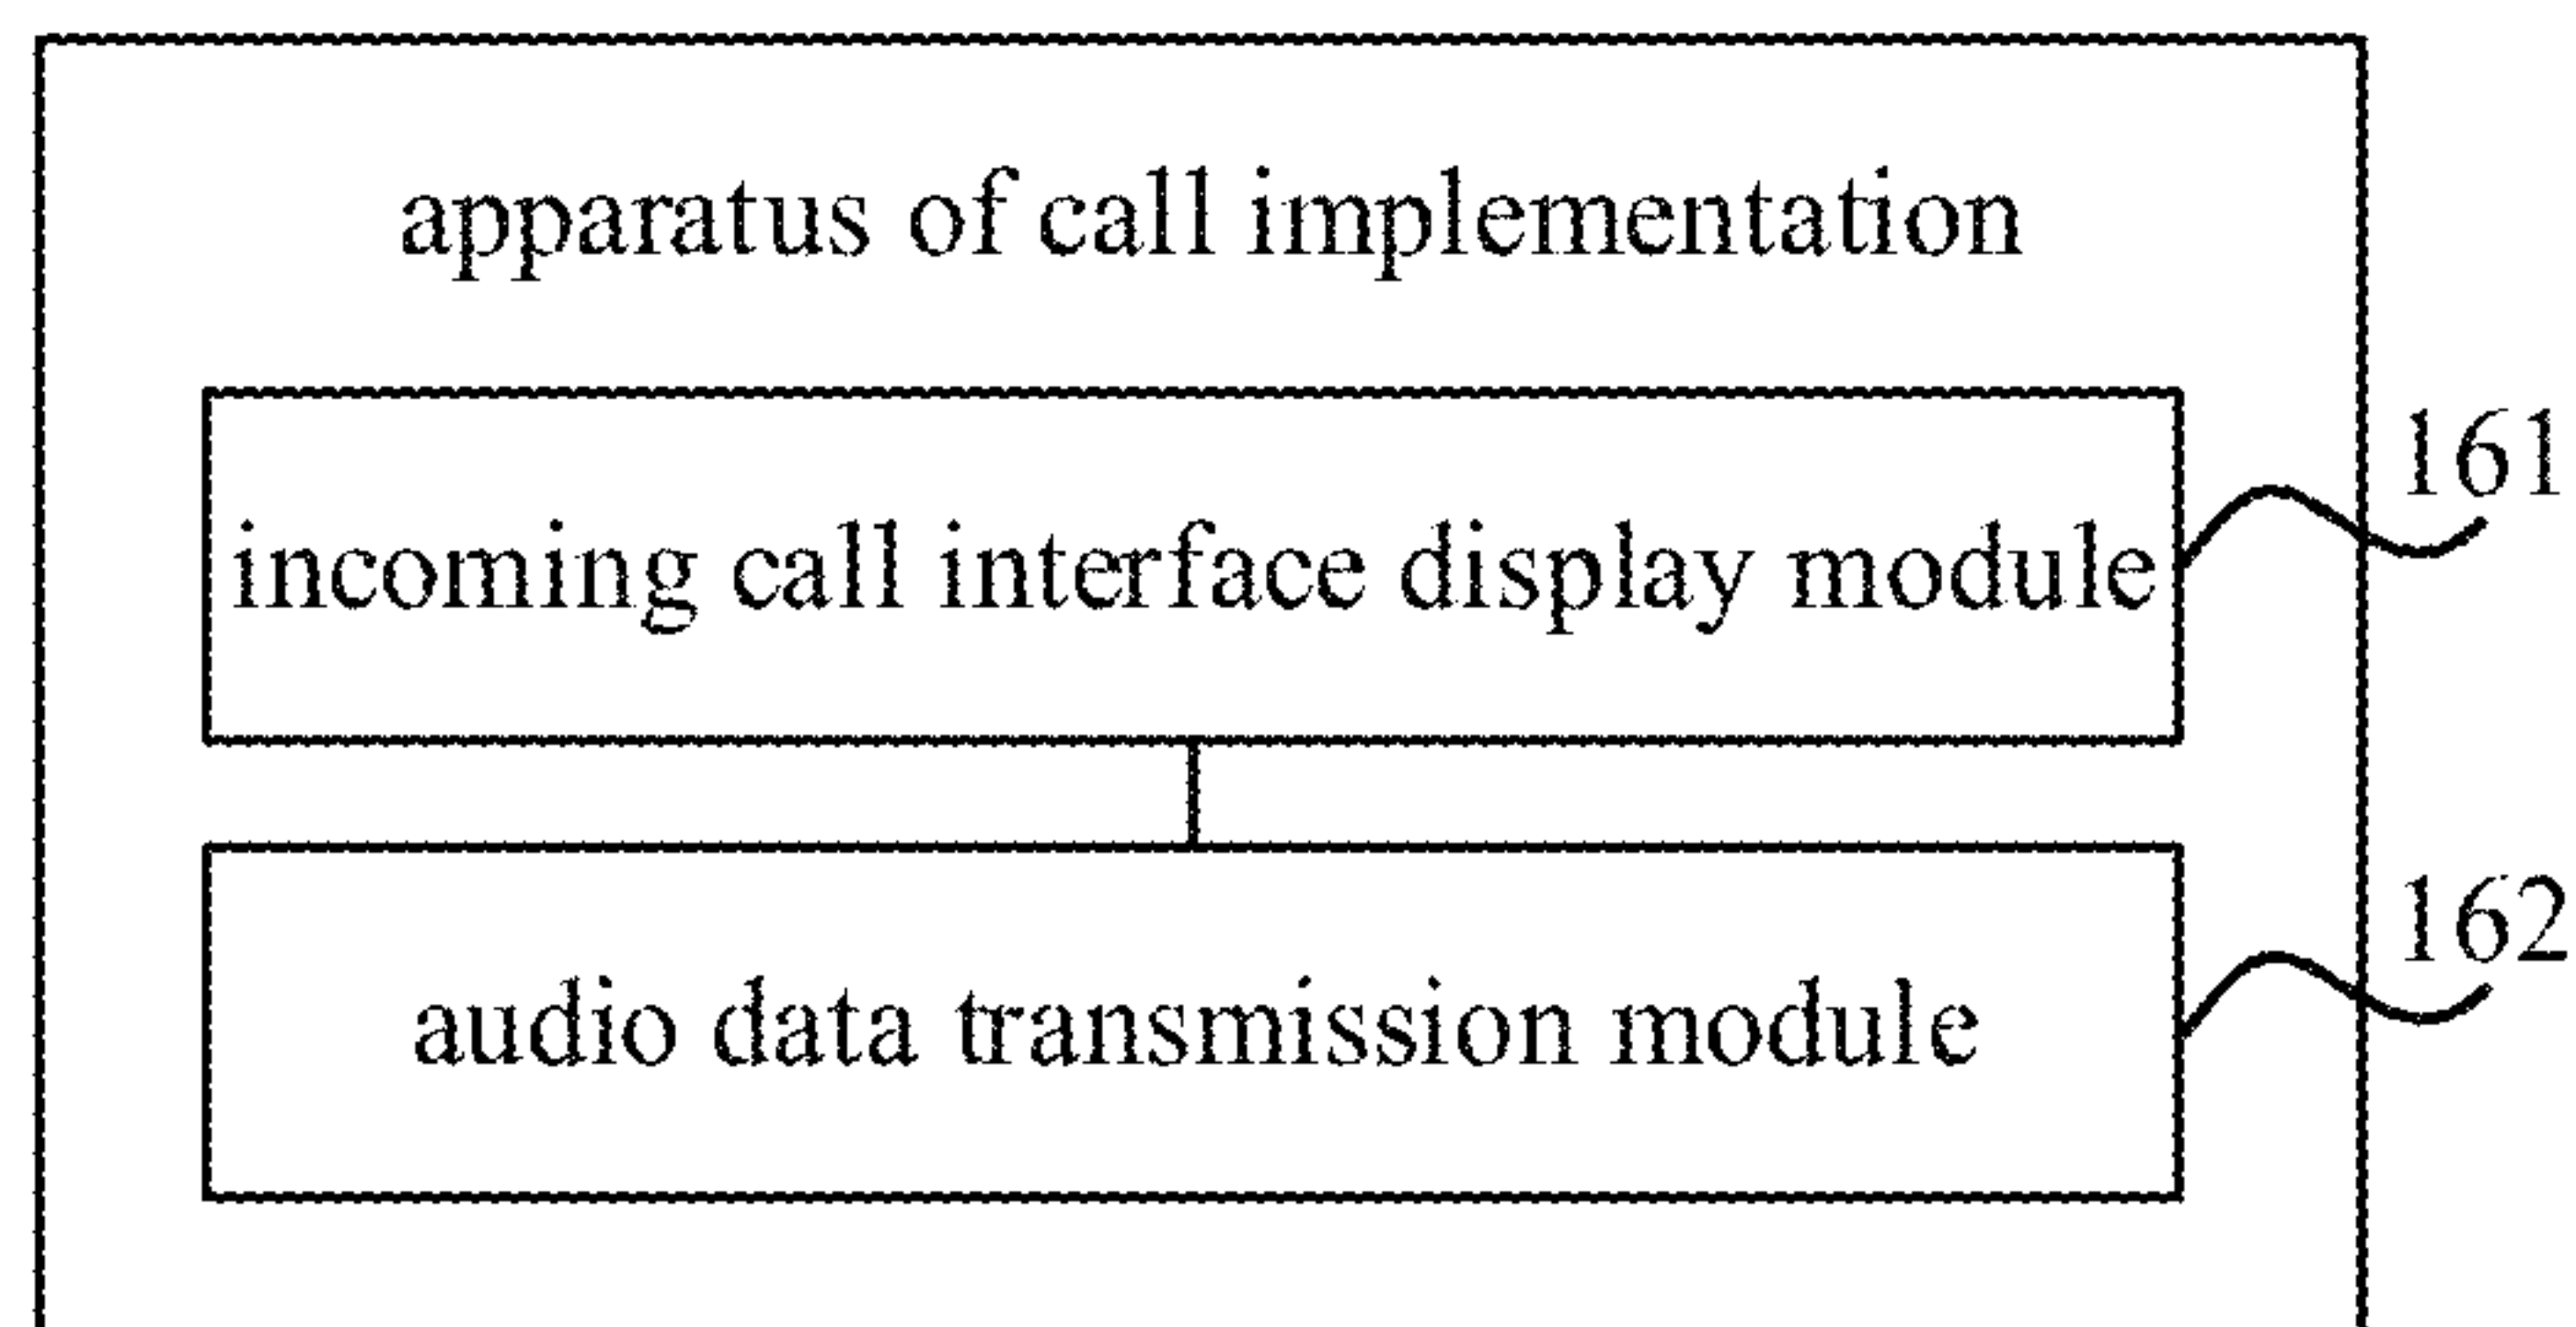 apparatus of call implementation
161
incoming call interface display module
162
audio data transmission module